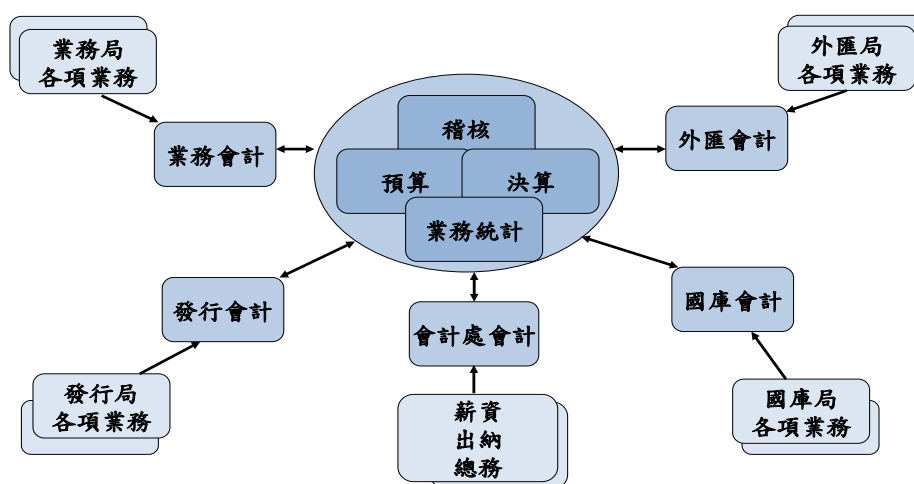 業務局
各項業務
外匯局
各項業務
稽核
業務會計
外匯會計
預算
決算
業務統計
發行會計
會計處會計
國庫會計
發行局
各項業務
薪資
出納
總務
國庫局
各項業務